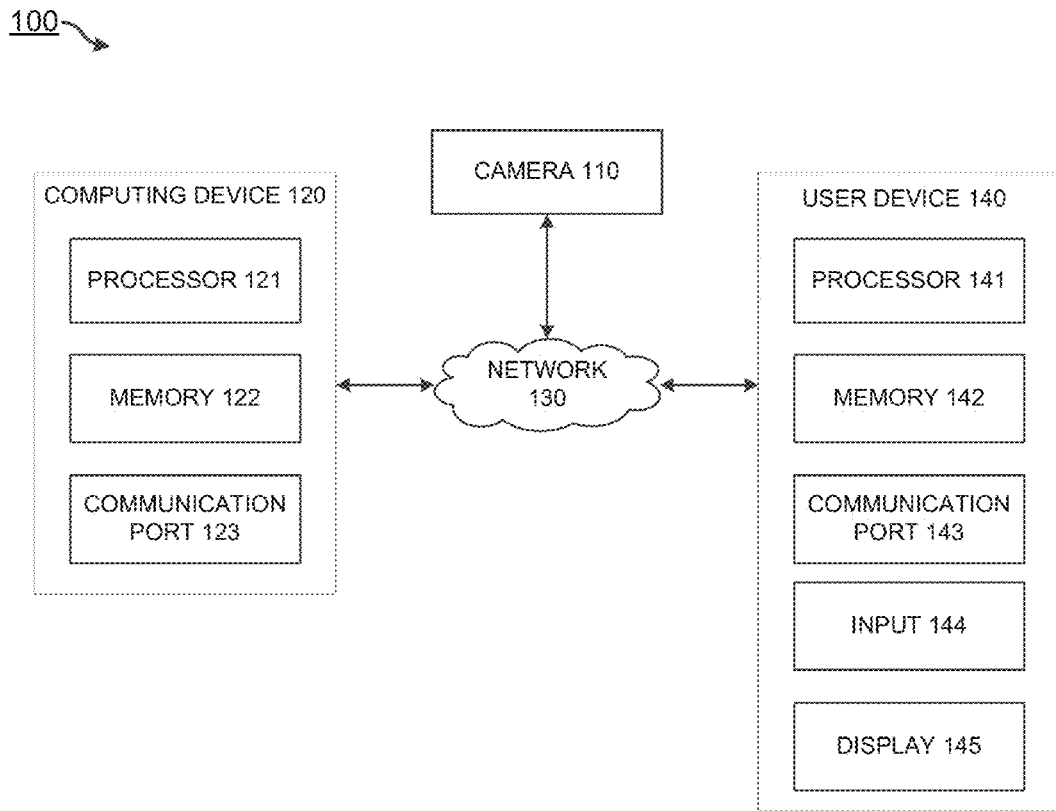 100
CAMERA 110
COMPUTING DEVICE 120
PROCESSOR 121
MEMORY 122
COMMUNICATION
PORT 123
NETWORK
130
USER DEVICE 140
PROCESSOR 141
MEMORY 142
COMMUNICATION
PORT 143
INPUT 144
DISPLAY 145